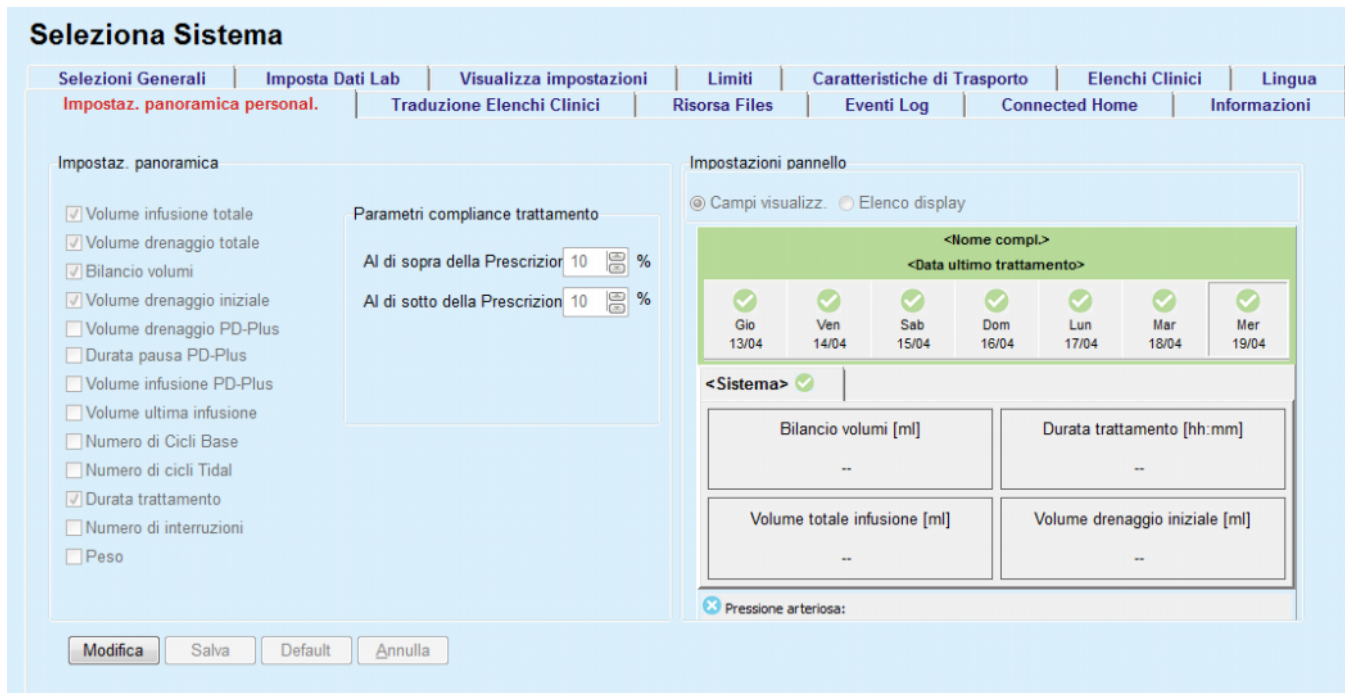 Seleziona Sistema
Selezioni Generali Imposta Dati Lab Visualizza impostazioni Limiti Caratteristiche di Trasporto Elenchi Clinici Lingua
Impostaz. panoramica personal. Traduzione Elenchi Clinici Risorsa Files Eventi Log Connected Home Informazioni
Impostaz. panoramica
Volume infusione totale
Volume drenaggio totale
Bilancio volumi
Volume drenaggio iniziale
Volume drenaggio PD-Plus
Durata pausa PD-Plus
Volume infusione PD-Plus
Volume ultima infusione
Numero di Cicli Base
Numero di cicli Tidal
Durata trattamento
Numero di interruzioni
Peso
Parametri compliance trattamento
Al di sopra della Prescrizior 10 %
Al di sotto della Prescrizion 10 %
Impostazioni pannello
Campi visualizz. Elenco display
<Nome compl.>
<Data ultimo trattamento>
Gio Ven Sab Dom Lun Mar Mer
13/04 14/04 15/04 16/04 17/04 18/04 19/04
<Sistema>
Bilancio volumi [ml] Durata trattamento [hh:mm]
-- --
Volume totale infusione [ml] Volume drenaggio iniziale [ml]
-- --
Pressione arteriosa:
Modifica Salva Default Annulla